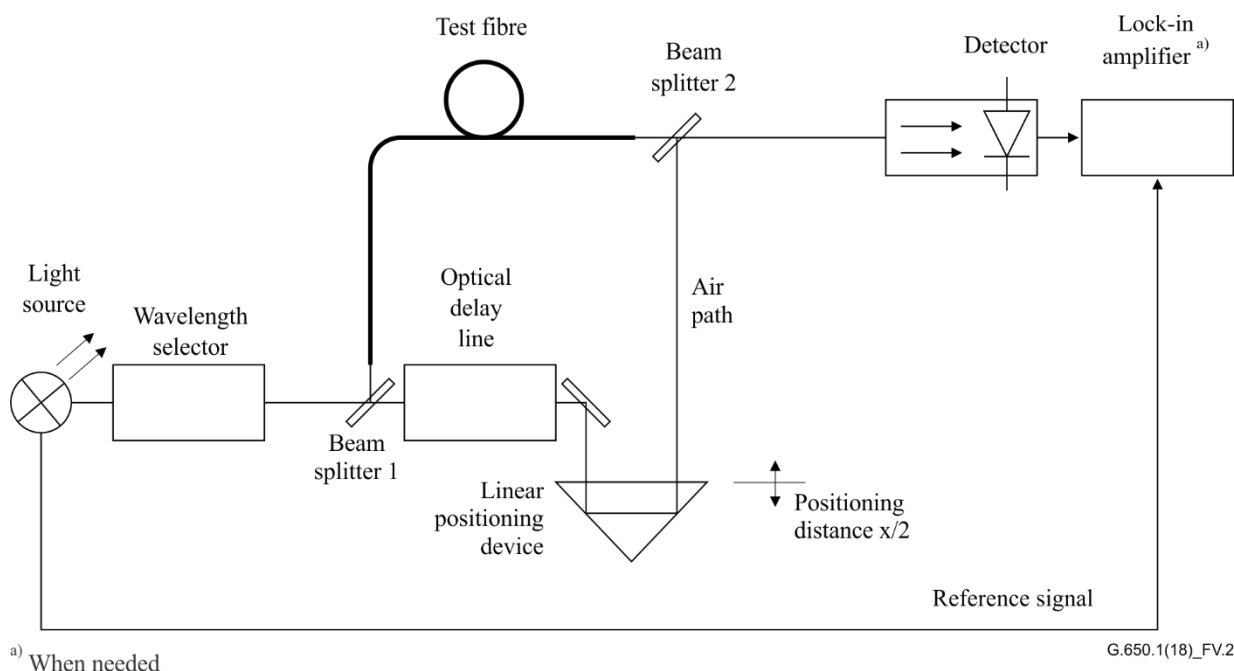 Test fibre
Beam
splitter 2
Detector
Lock-in
amplifier a)
Light
source
Wavelength
selector
Optical
delay
line
Air
path
Beam
splitter 1
Linear
positioning
device
Positioning
distance x/2
Reference signal
a) When needed
G.650.1(18)_FV.2